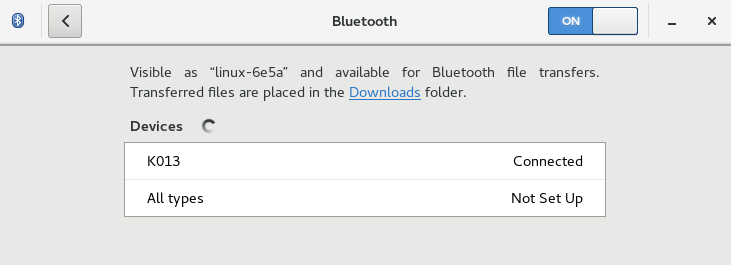 Bluetooth
ON
Visible as “linux-6e5a” and available for Bluetooth file transfers.
Transferred files are placed in the Downloads folder.
Devices
K013 Connected
All types Not Set Up